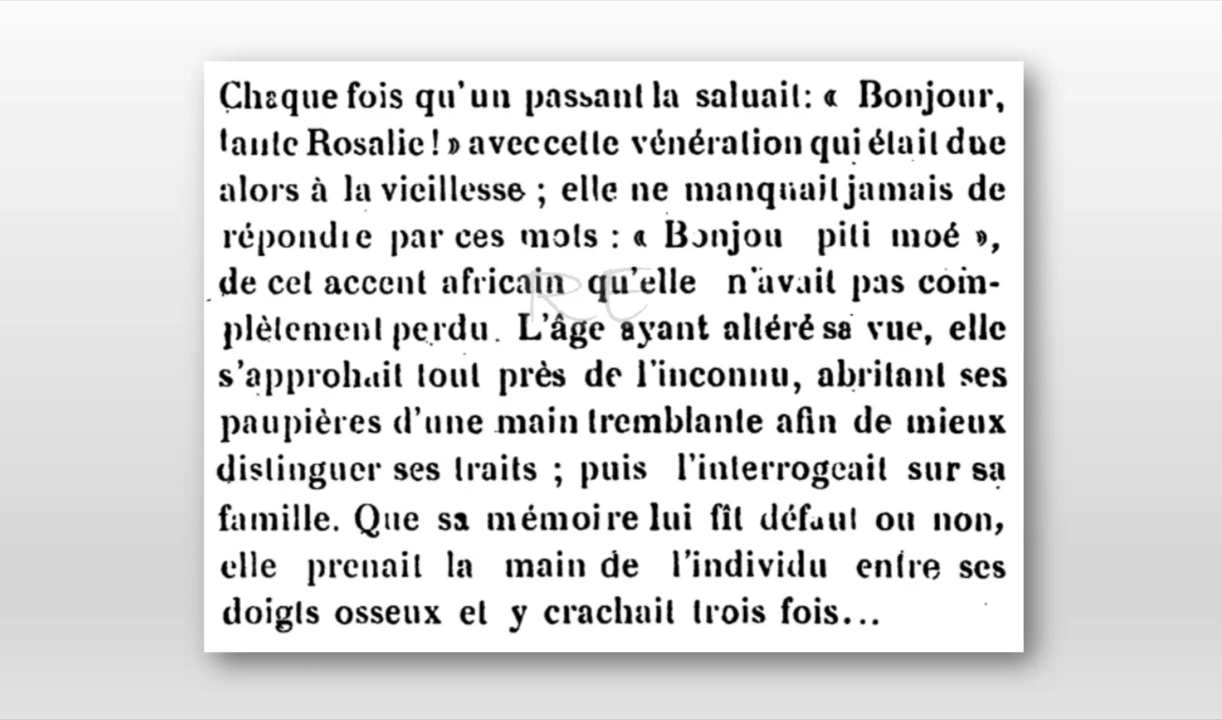 Chaque fois qu'un passant la saluait: « Bonjour,
tante Rosalie ! » avec cette vénération qui était due
alors à la vieillesse ; elle ne manquait jamais de
répondre par ces mots : « Bonjou piti moé »,
de cet accent africain qu'elle n'avait pas com-
plètement perdu. L'âge ayant altéré sa vue, elle
s'approhait tout près de l'inconnu, abritant ses
paupières d'une main tremblante afin de mieux
distinguer ses traits ; puis l'interrogeait sur sa
famille. Que sa mémoire lui fît défaut ou non,
elle prenait la main de l'individu entre ses
doigts osseux et y crachait trois fois...
RE